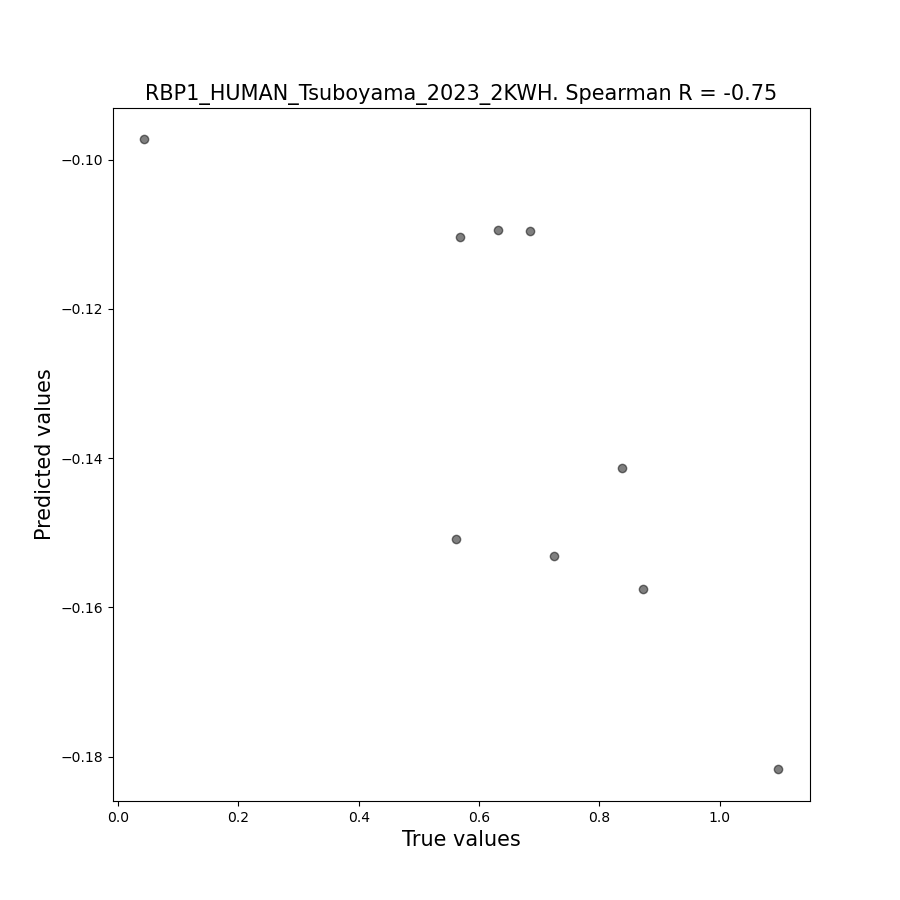 RBP1_HUMAN_Tsuboyama_2023_2KWH. Spearman R = -0.75
Predicted values
−0.10
−0.12
−0.14
−0.16
−0.18
0.0 0.2 0.4 0.6 0.8 1.0
True values